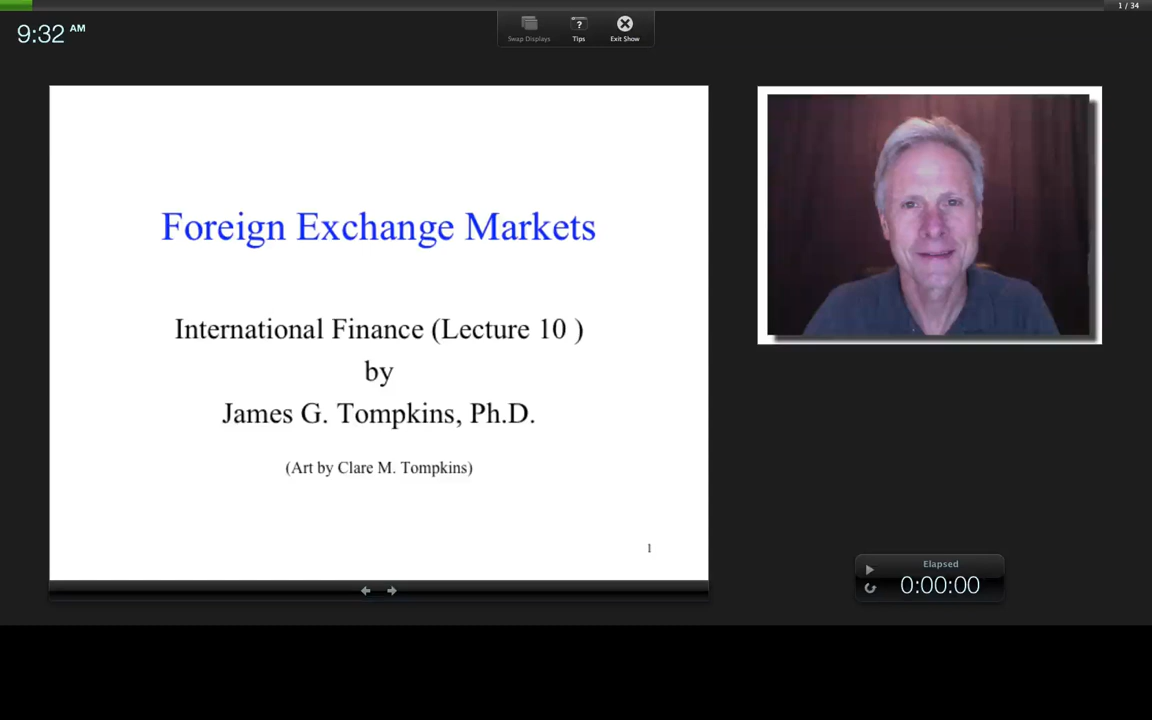 1 / 34
9:32 AM
Swap Displays
Tips
Exit Show
Foreign Exchange Markets
International Finance (Lecture 10 )
by
James G. Tompkins, Ph.D.
(Art by Clare M. Tompkins)
1
Elapsed
0:00:00